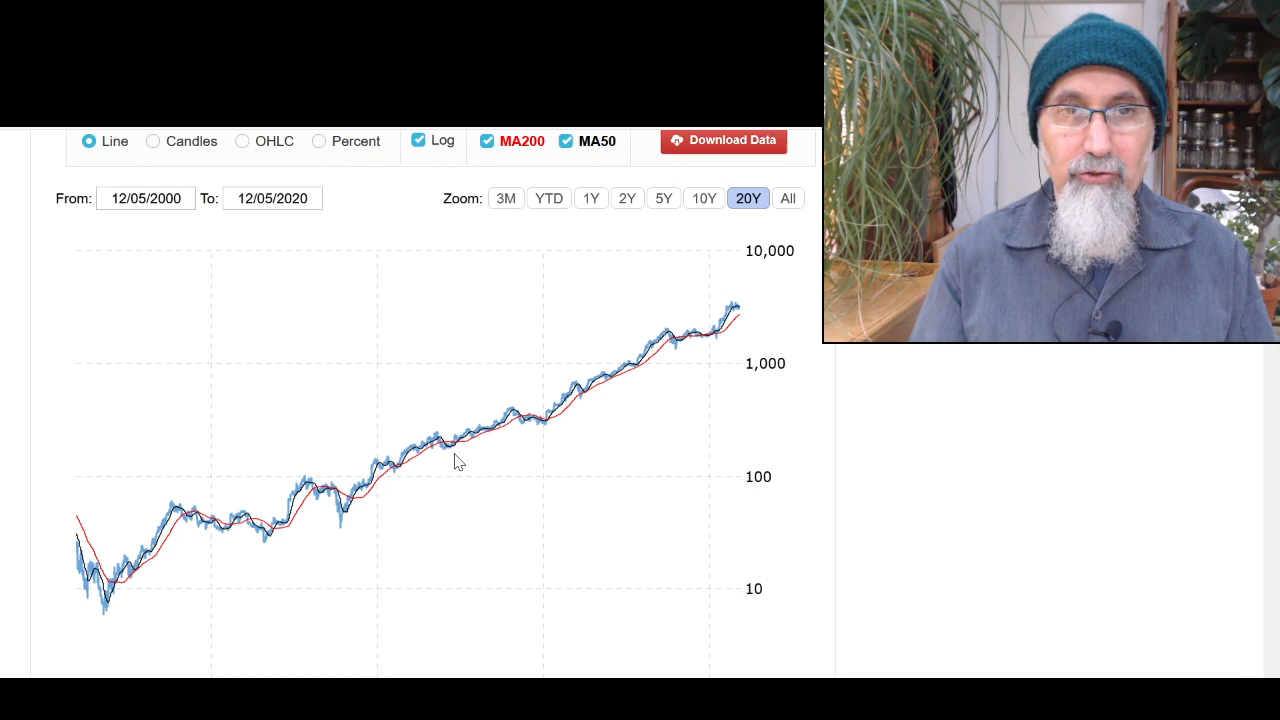 Line Candles OHLC Percent Log MA200 MA50 Download Data
From: 12/05/2000 To: 12/05/2020 Zoom: 3M YTD 1Y 2Y 5Y 10Y 20Y All
10,000
1,000
100
10